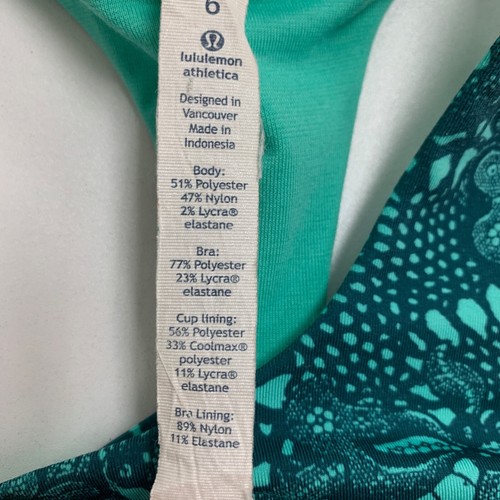 6
lululemon
athletica
Designed in
Vancouver
Made in
Indonesia
Body:
51% Polyester
47% Nylon
2% Lycra®
elastane
Bra:
77% Polyester
23% Lycra®
elastane
Cup lining:
56% Polyester
33% Coolmax®
polyester
11% Lycra®
elastane
Bra Lining:
89% Nylon
11% Elastane